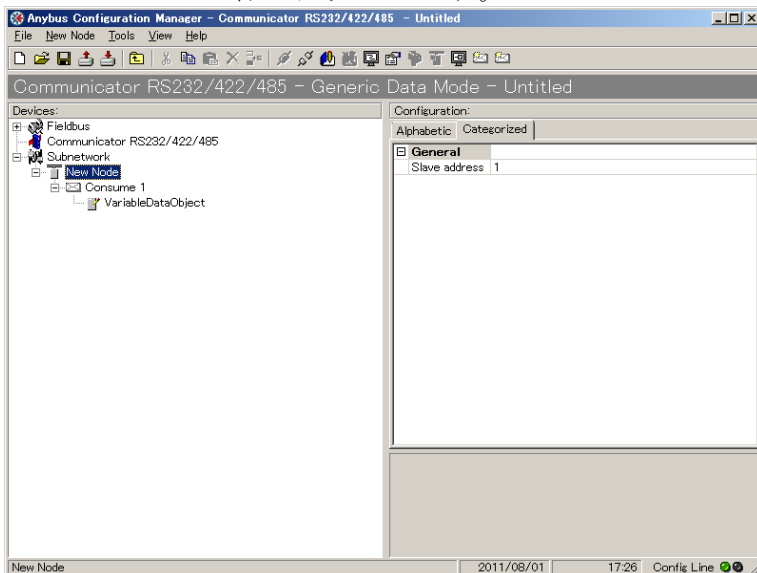 Anybus Configuration Manager - Communicator RS232/422/485 - Untitled
File New Node Tools View Help
Communicator RS232/422/485 - Generic Data Mode - Untitled
Devices:
Fieldbus
Communicator RS232/422/485
Subnetwork
New Node
Consume 1
VariableDataObject
Configuration:
Alphabetic Categorized
General
Slave address 1
New Node 2011/08/01 17:26 Config Line